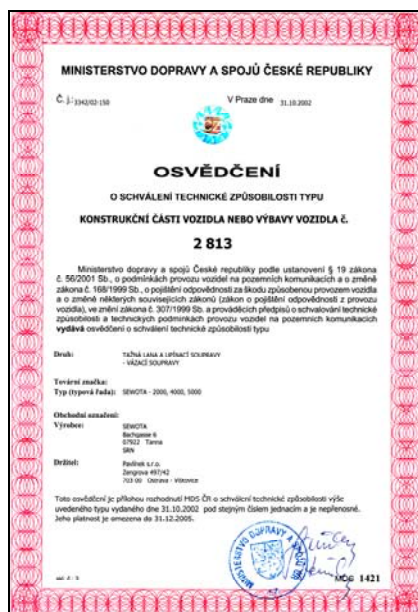 MINISTERSTVO DOPRAVY A SPOJŮ ČESKÉ REPUBLIKY
Č. j.: 3342/02-150 V Praze dne 31.10.2002
OSVĚDČENÍ
O SCHVÁLENÍ TECHNICKÉ ZPŮSOBILOSTI TYPU
KONSTRUKČNÍ ČÁSTI VOZIDLA NEBO VÝBAVY VOZIDLA č.
2 813
Ministerstvo dopravy a spojů České republiky podle ustanovení § 19 zákona
č. 56/2001 Sb., o podmínkách provozu vozidel na pozemních komunikacích a o změně
zákona č. 168/1999 Sb., o pojištění odpovědnosti za škodu způsobenou provozem vozidla
a o změně některých souvisejících zákonů (zákon o pojištění odpovědnosti z provozu
vozidla), ve znění zákona č. 307/1999 Sb. a prováděcích předpisů o schvalování technické
způsobilosti a technických podmínkách provozu vozidel na pozemních komunikacích
vydává osvědčení o schválení technické způsobilosti typu
Druh: TAŽNÁ LANA A UPÍNACÍ SOUPRAVY
- VÁZACÍ SOUPRAVY
Tovární značka:
Typ (typová řada): SEWOTA - 2000, 4000, 5000
Obchodní označení:
Výrobce: SEWOTA
Bachgasse 6
07922 Tanna
SRN
Držitel: Pavlínek s.r.o.
Zengrova 497/42
703 00 Ostrava - Vítkovice
Toto osvědčení je přílohou rozhodnutí MDS ČR o schválení technické způsobilosti výše
uvedeného typu vydaného dne 31.10.2002 pod stejným číslem jednacím a je nepřenosné.
Jeho platnost je omezena do 31.12.2005.
MINISTERSTVO DOPRAVY A SPOJŮ
MDS 1421